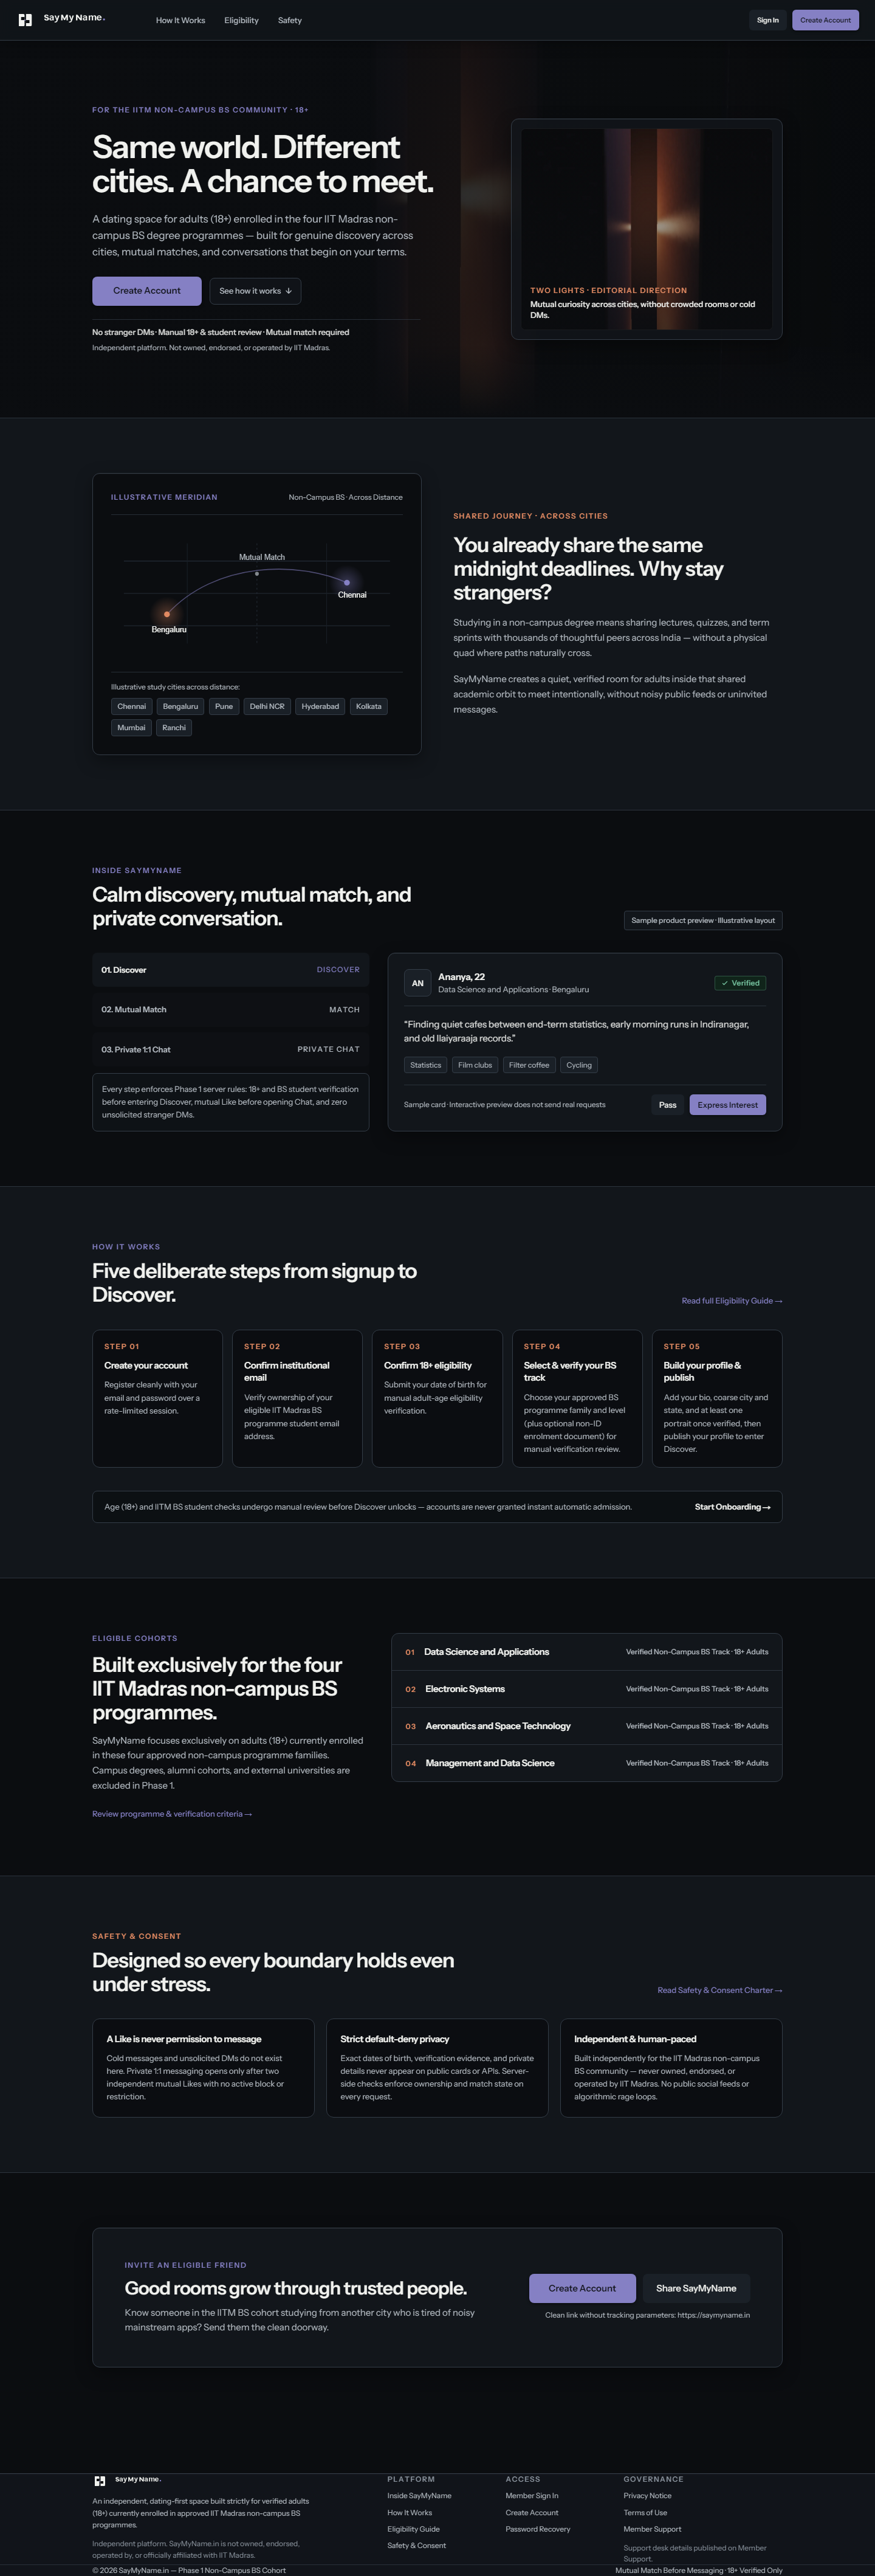 Say My Name.
How It Works
Eligibility
Safety
Sign In
Create Account
FOR THE IITM NON-CAMPUS BS COMMUNITY · 18+
Same world. Different
cities. A chance to meet.
A dating space for adults (18+) enrolled in the four IIT Madras non-
campus BS degree programmes — built for genuine discovery across
cities, mutual matches, and conversations that begin on your terms.
Create Account
See how it works ↓
No stranger DMs · Manual 18+ & student review · Mutual match required
Independent platform. Not owned, endorsed, or operated by IIT Madras.
TWO LIGHTS · EDITORIAL DIRECTION
Mutual curiosity across cities, without crowded rooms or cold
DMs.
ILLUSTRATIVE MERIDIAN
Non-Campus BS · Across Distance
Mutual Match
Chennai
Bengaluru
Illustrative study cities across distance:
Chennai
Bengaluru
Pune
Delhi NCR
Hyderabad
Kolkata
Mumbai
Ranchi
SHARED JOURNEY · ACROSS CITIES
You already share the same
midnight deadlines. Why stay
strangers?
Studying in a non-campus degree means sharing lectures, quizzes, and term
sprints with thousands of thoughtful peers across India — without a physical
quad where paths naturally cross.
SayMyName creates a quiet, verified room for adults inside that shared
academic orbit to meet intentionally, without noisy public feeds or uninvited
messages.
INSIDE SAYMYNAME
Calm discovery, mutual match, and
private conversation.
Sample product preview · Illustrative layout
01. Discover
DISCOVER
02. Mutual Match
MATCH
03. Private 1:1 Chat
PRIVATE CHAT
Every step enforces Phase 1 server rules: 18+ and BS student verification
before entering Discover, mutual Like before opening Chat, and zero
unsolicited stranger DMs.
AN
Ananya, 22
Data Science and Applications · Bengaluru
✓ Verified
"Finding quiet cafes between end-term statistics, early morning runs in Indiranagar,
and old Ilaiyaraaja records."
Statistics
Film clubs
Filter coffee
Cycling
Sample card · Interactive preview does not send real requests
Pass
Express Interest
HOW IT WORKS
Five deliberate steps from signup to
Discover.
Read full Eligibility Guide →
STEP 01
Create your account
Register cleanly with your
email and password over a
rate-limited session.
STEP 02
Confirm institutional
email
Verify ownership of your
eligible IIT Madras BS
programme student email
address.
STEP 03
Confirm 18+ eligibility
Submit your date of birth for
manual adult-age eligibility
verification.
STEP 04
Select & verify your BS
track
Choose your approved BS
programme family and level
(plus optional non-ID
enrolment document) for
manual verification review.
STEP 05
Build your profile &
publish
Add your bio, coarse city and
state, and at least one
portrait once verified, then
publish your profile to enter
Discover.
Age (18+) and IITM BS student checks undergo manual review before Discover unlocks — accounts are never granted instant automatic admission.
Start Onboarding →
ELIGIBLE COHORTS
Built exclusively for the four
IIT Madras non-campus BS
programmes.
SayMyName focuses exclusively on adults (18+) currently enrolled
in these four approved non-campus programme families.
Campus degrees, alumni cohorts, and external universities are
excluded in Phase 1.
Review programme & verification criteria →
01 Data Science and Applications
Verified Non-Campus BS Track · 18+ Adults
02 Electronic Systems
Verified Non-Campus BS Track · 18+ Adults
03 Aeronautics and Space Technology
Verified Non-Campus BS Track · 18+ Adults
04 Management and Data Science
Verified Non-Campus BS Track · 18+ Adults
SAFETY & CONSENT
Designed so every boundary holds even
under stress.
Read Safety & Consent Charter →
A Like is never permission to message
Cold messages and unsolicited DMs do not exist
here. Private 1:1 messaging opens only after two
independent mutual Likes with no active block or
restriction.
Strict default-deny privacy
Exact dates of birth, verification evidence, and private
details never appear on public cards or APIs. Server-
side checks enforce ownership and match state on
every request.
Independent & human-paced
Built independently for the IIT Madras non-campus
BS community — never owned, endorsed, or
operated by IIT Madras. No public social feeds or
algorithmic rage loops.
INVITE AN ELIGIBLE FRIEND
Good rooms grow through trusted people.
Know someone in the IITM BS cohort studying from another city who is tired of noisy
mainstream apps? Send them the clean doorway.
Create Account
Share SayMyName
Clean link without tracking parameters: https://saymyname.in
Say My Name.
An independent, dating-first space built strictly for verified adults
(18+) currently enrolled in approved IIT Madras non-campus BS
programmes.
Independent platform. SayMyName.in is not owned, endorsed,
operated by, or officially affiliated with IIT Madras.
PLATFORM
Inside SayMyName
How It Works
Eligibility Guide
Safety & Consent
ACCESS
Member Sign In
Create Account
Password Recovery
GOVERNANCE
Privacy Notice
Terms of Use
Member Support
Support desk details published on Member
Support.
© 2026 SayMyName.in — Phase 1 Non-Campus BS Cohort
Mutual Match Before Messaging · 18+ Verified Only